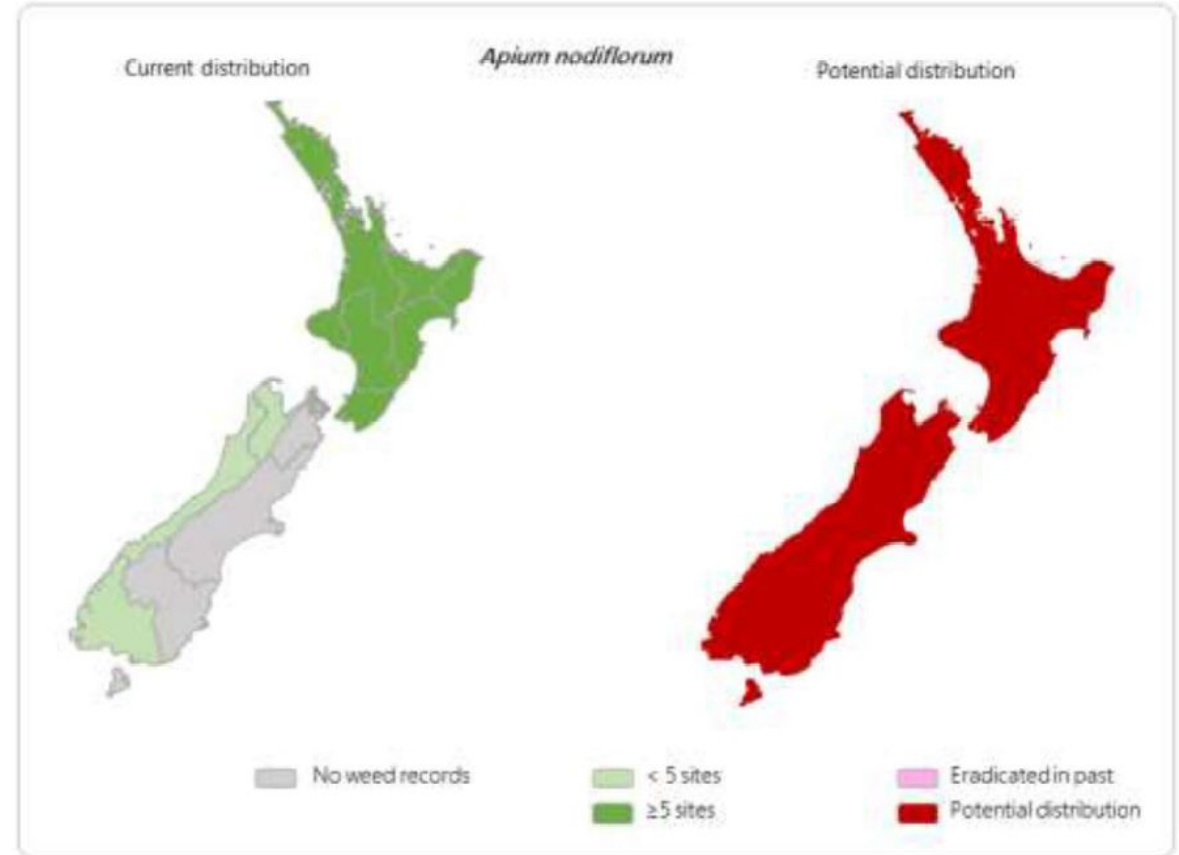 Apium nodiflorum
Current distribution
Potential distribution
No weed records
< 5 sites
≥5 sites
Eradicated in past
Potential distribution